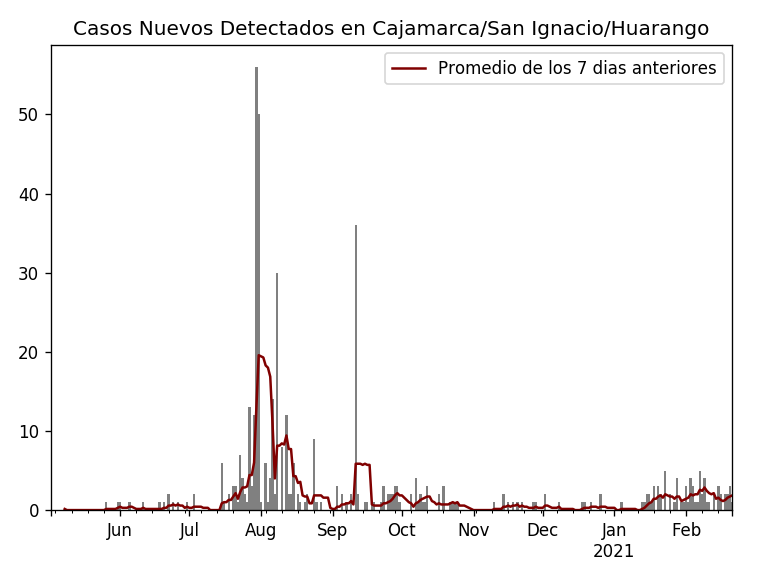 Casos Nuevos Detectados en Cajamarca/San Ignacio/Huarango
Promedio de los 7 dias anteriores
50
40
30
20
10
0
Jun Jul Aug Sep Oct Nov Dec Jan Feb
2021